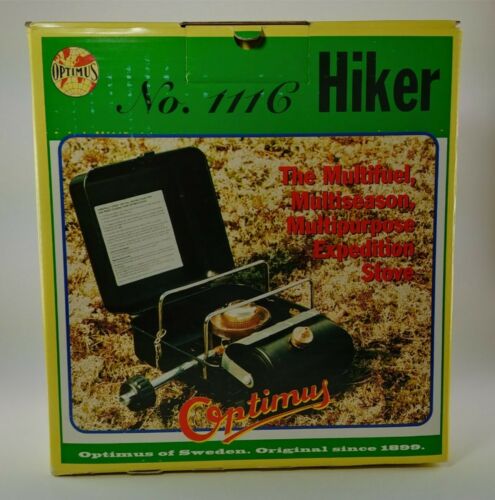 OPTIMUS
No. 111C Hiker
The Multifuel,
Multiseason,
Multipurpose
Expedition
Stove
Optimus
Optimus of Sweden. Original since 1899.